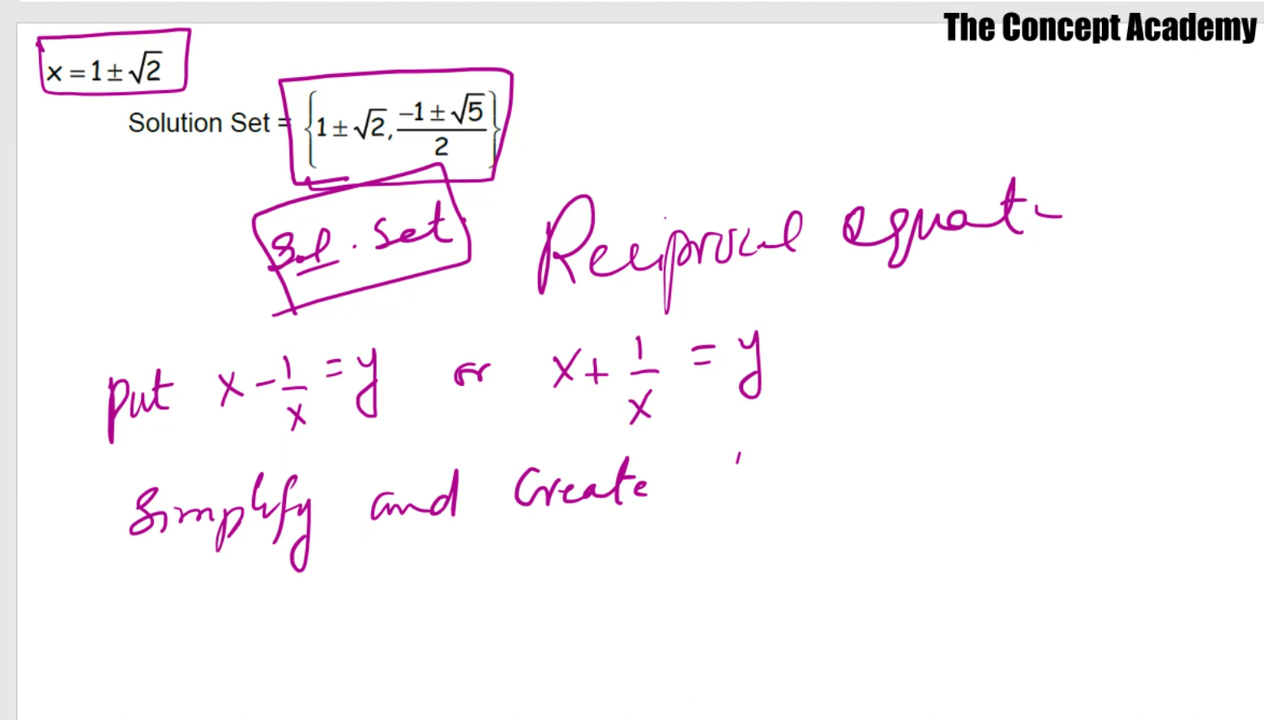 The Concept Academy
x = 1 ± √2
Solution Set = {1 ± √2, (-1 ± √5)/2}
Sol. Set
Reciprocal equat
put x - 1/x = y or x + 1/x = y
Simplify and Create